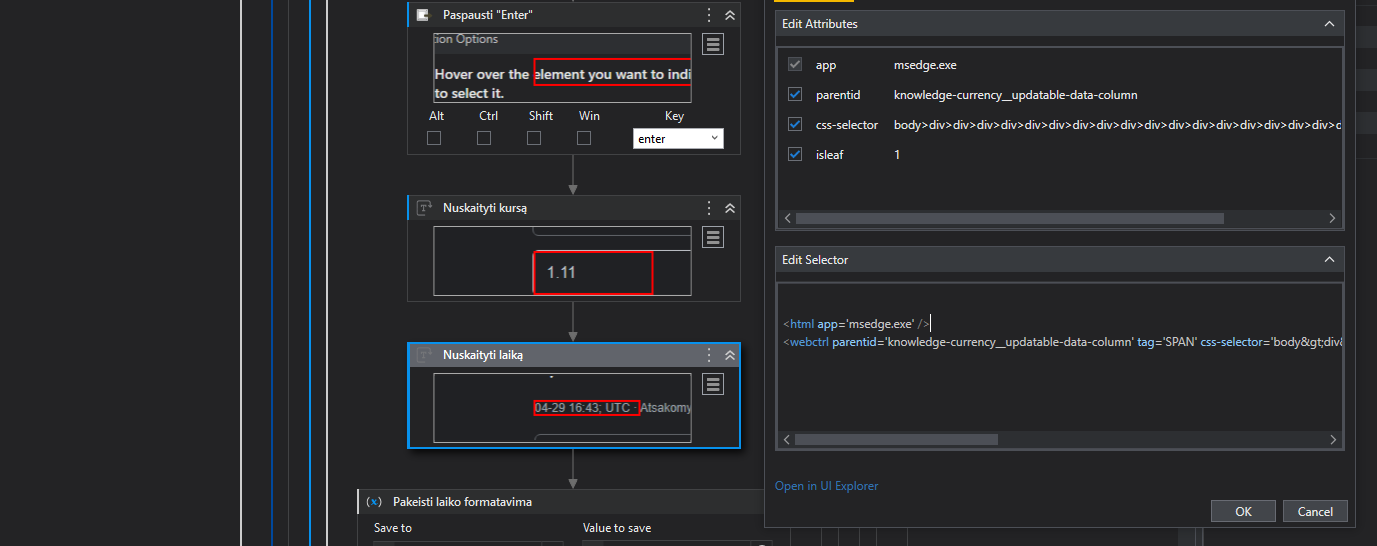 Paspausti "Enter"
tion Options
Hover over the element you want to indi
to select it.
Alt Ctrl Shift Win Key
enter
Nuskaityti kursą
1.11
Nuskaityti laiką
04-29 16:43; UTC · Atsakomy
Pakeisti laiko formatavima
Save to Value to save
Edit Attributes
app msedge.exe
parentid knowledge-currency__updatable-data-column
css-selector body>div>div>div>div>div>div>div>div>div>div>div>div>div>div>div>div>div>d
isleaf 1
Edit Selector
<html app='msedge.exe' />
<webctrl parentid='knowledge-currency__updatable-data-column' tag='SPAN' css-selector='body&gt;div&
Open in UI Explorer
OK Cancel